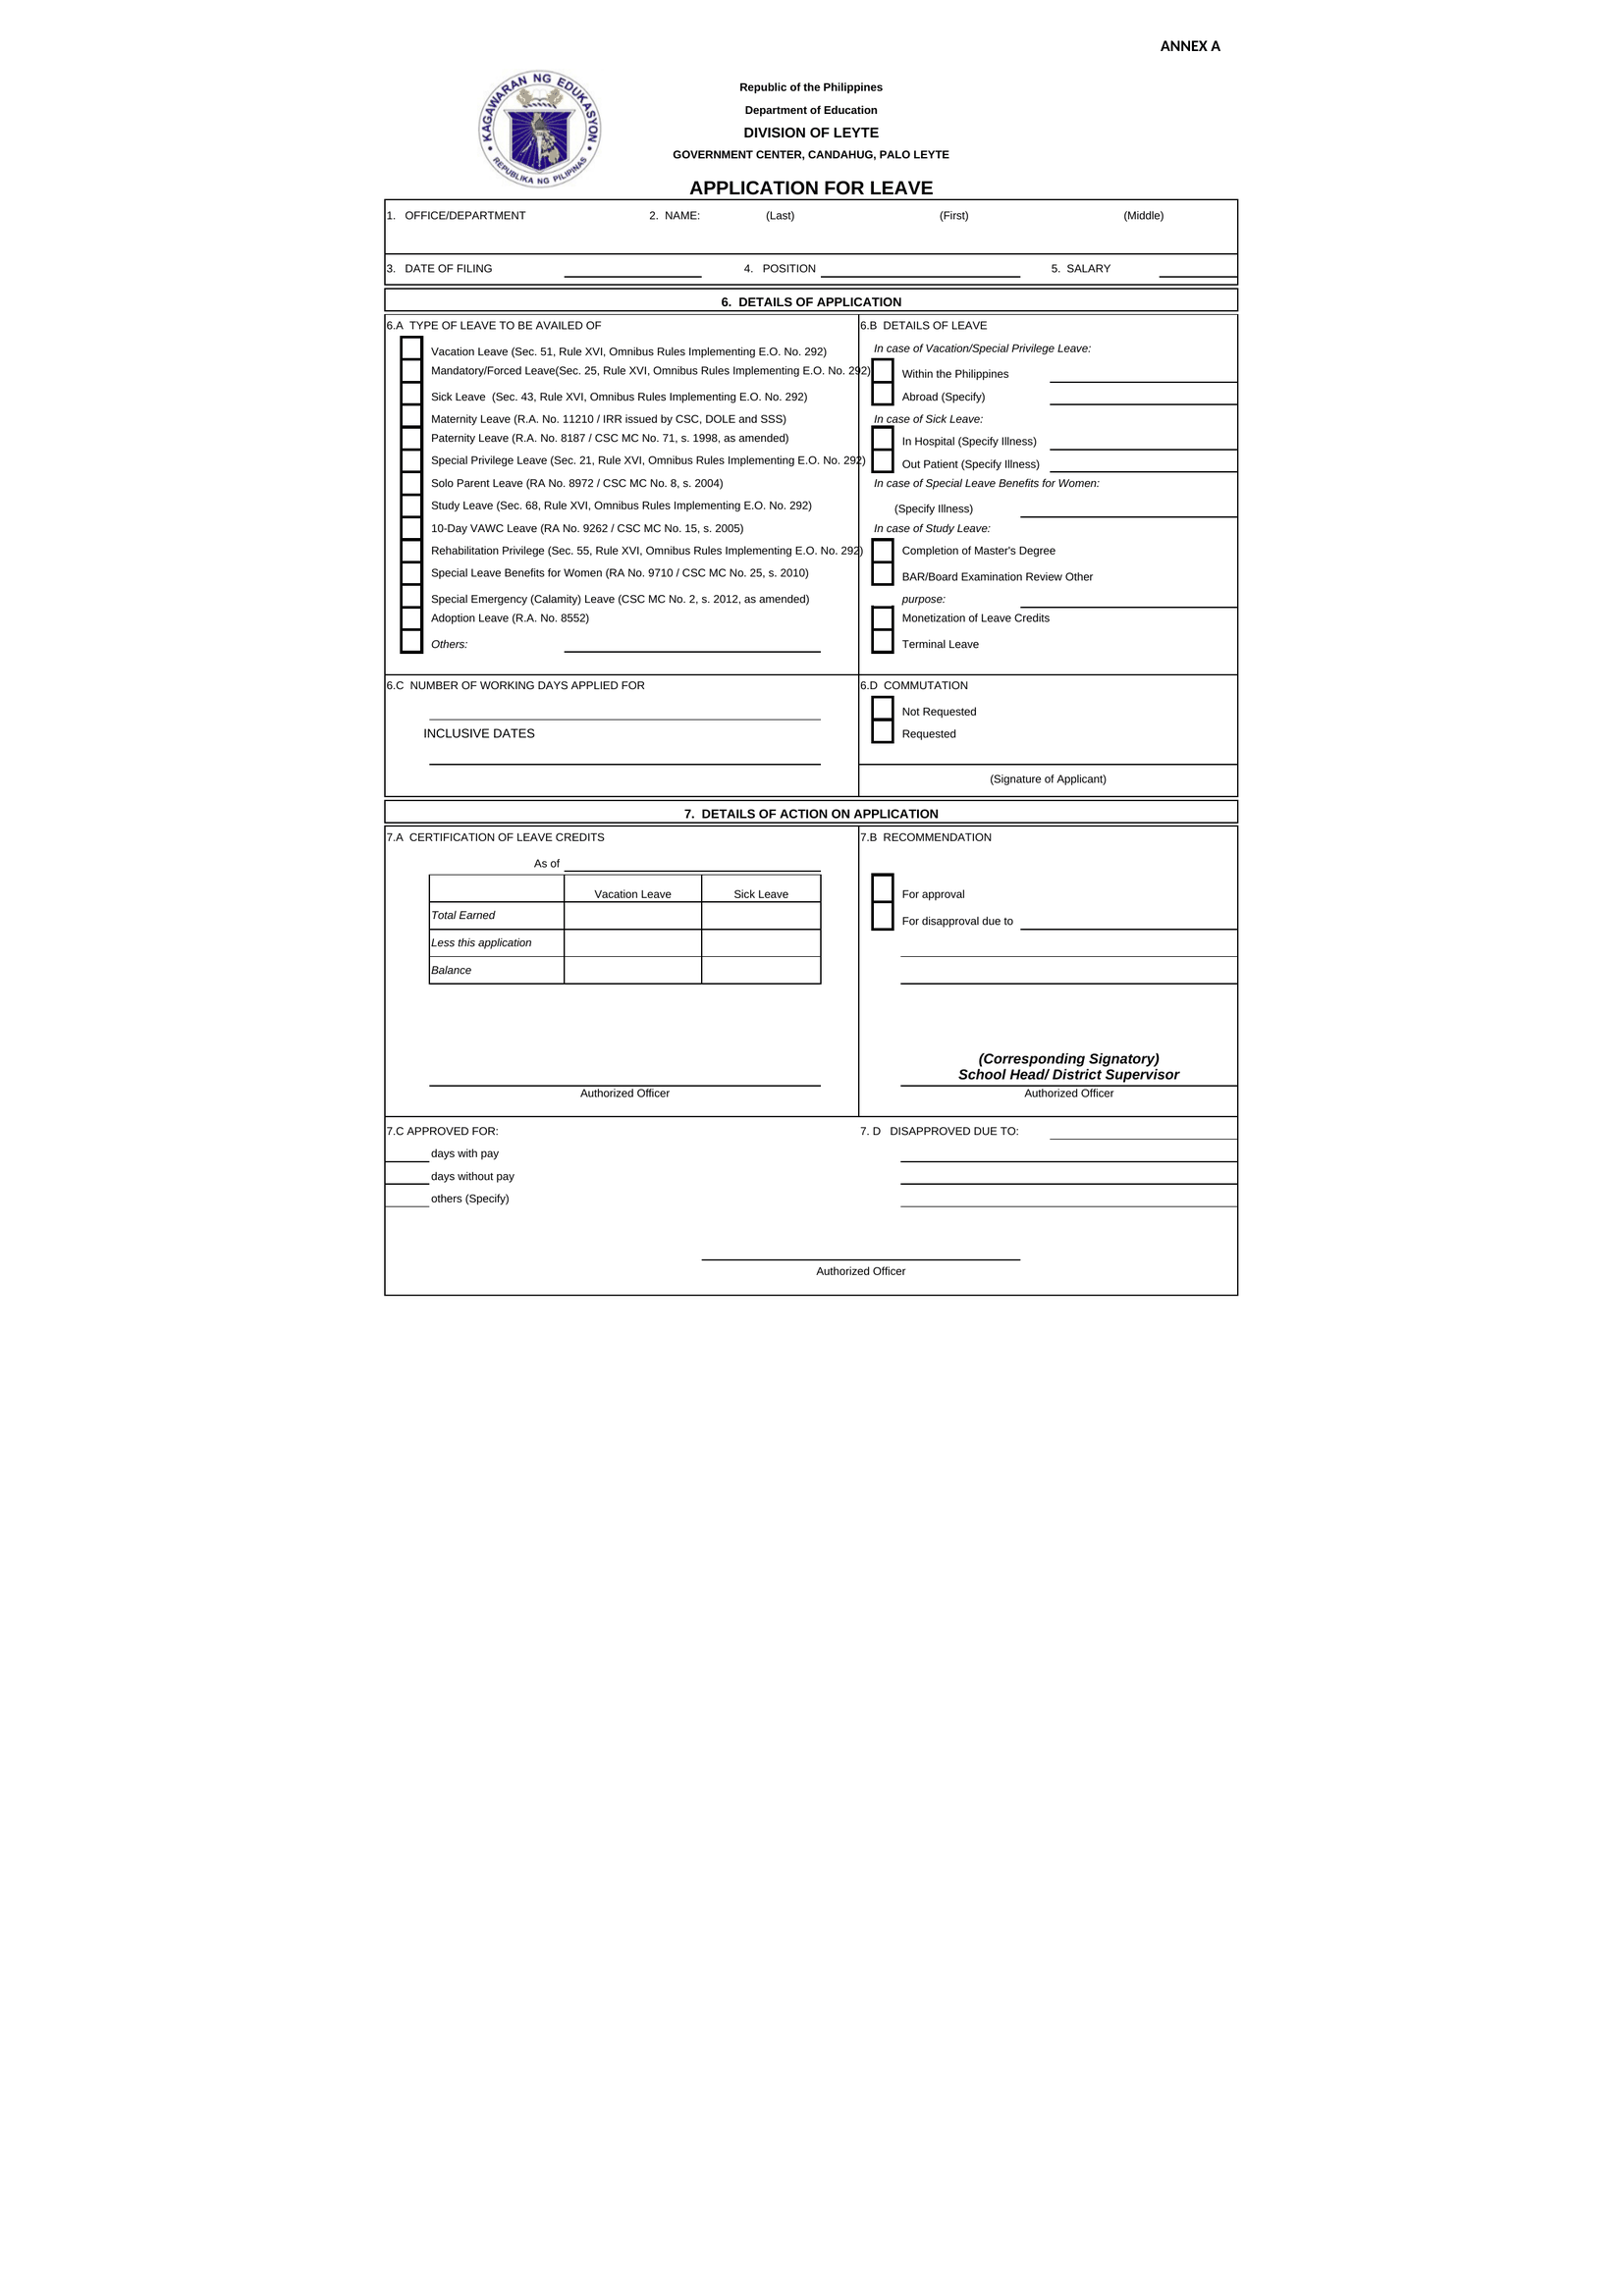 ANNEX A
KAGAWARAN NG EDUKASYON
REPUBLIKA NG PILIPINAS
Republic of the Philippines
Department of Education
DIVISION OF LEYTE
GOVERNMENT CENTER, CANDAHUG, PALO LEYTE
APPLICATION FOR LEAVE
1. OFFICE/DEPARTMENT 2. NAME: (Last) (First) (Middle)
3. DATE OF FILING 4. POSITION 5. SALARY
6. DETAILS OF APPLICATION
6.A TYPE OF LEAVE TO BE AVAILED OF
Vacation Leave (Sec. 51, Rule XVI, Omnibus Rules Implementing E.O. No. 292)
Mandatory/Forced Leave(Sec. 25, Rule XVI, Omnibus Rules Implementing E.O. No. 292)
Sick Leave (Sec. 43, Rule XVI, Omnibus Rules Implementing E.O. No. 292)
Maternity Leave (R.A. No. 11210 / IRR issued by CSC, DOLE and SSS)
Paternity Leave (R.A. No. 8187 / CSC MC No. 71, s. 1998, as amended)
Special Privilege Leave (Sec. 21, Rule XVI, Omnibus Rules Implementing E.O. No. 292)
Solo Parent Leave (RA No. 8972 / CSC MC No. 8, s. 2004)
Study Leave (Sec. 68, Rule XVI, Omnibus Rules Implementing E.O. No. 292)
10-Day VAWC Leave (RA No. 9262 / CSC MC No. 15, s. 2005)
Rehabilitation Privilege (Sec. 55, Rule XVI, Omnibus Rules Implementing E.O. No. 292)
Special Leave Benefits for Women (RA No. 9710 / CSC MC No. 25, s. 2010)
Special Emergency (Calamity) Leave (CSC MC No. 2, s. 2012, as amended)
Adoption Leave (R.A. No. 8552)
Others:
6.B DETAILS OF LEAVE
In case of Vacation/Special Privilege Leave:
Within the Philippines
Abroad (Specify)
In case of Sick Leave:
In Hospital (Specify Illness)
Out Patient (Specify Illness)
In case of Special Leave Benefits for Women:
(Specify Illness)
In case of Study Leave:
Completion of Master's Degree
BAR/Board Examination Review Other
purpose:
Monetization of Leave Credits
Terminal Leave
6.C NUMBER OF WORKING DAYS APPLIED FOR
INCLUSIVE DATES
6.D COMMUTATION
Not Requested
Requested
(Signature of Applicant)
7. DETAILS OF ACTION ON APPLICATION
7.A CERTIFICATION OF LEAVE CREDITS
As of
Vacation Leave Sick Leave
Total Earned
Less this application
Balance
Authorized Officer
7.B RECOMMENDATION
For approval
For disapproval due to
(Corresponding Signatory)
School Head/ District Supervisor
Authorized Officer
7.C APPROVED FOR:
days with pay
days without pay
others (Specify)
7. D DISAPPROVED DUE TO:
Authorized Officer